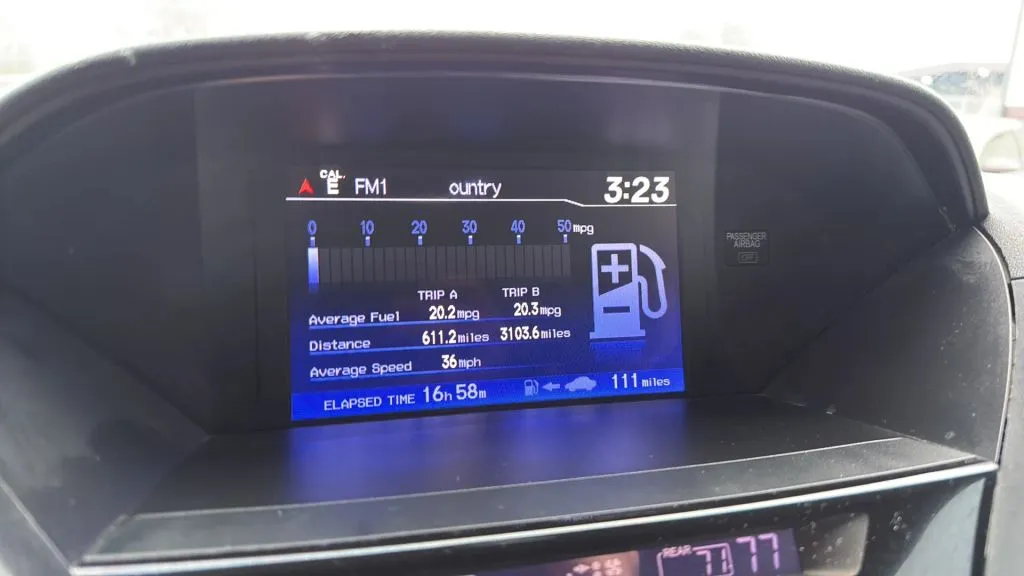 CAL.
E FM1 ountry 3:23
0 10 20 30 40 50 mpg
TRIP A TRIP B
Average Fuel 20.2mpg 20.3mpg
Distance 611.2miles 3103.6miles
Average Speed 36mph
ELAPSED TIME 16h 58m 111 miles
PASSENGER
AIRBAG
OFF
REAR 77